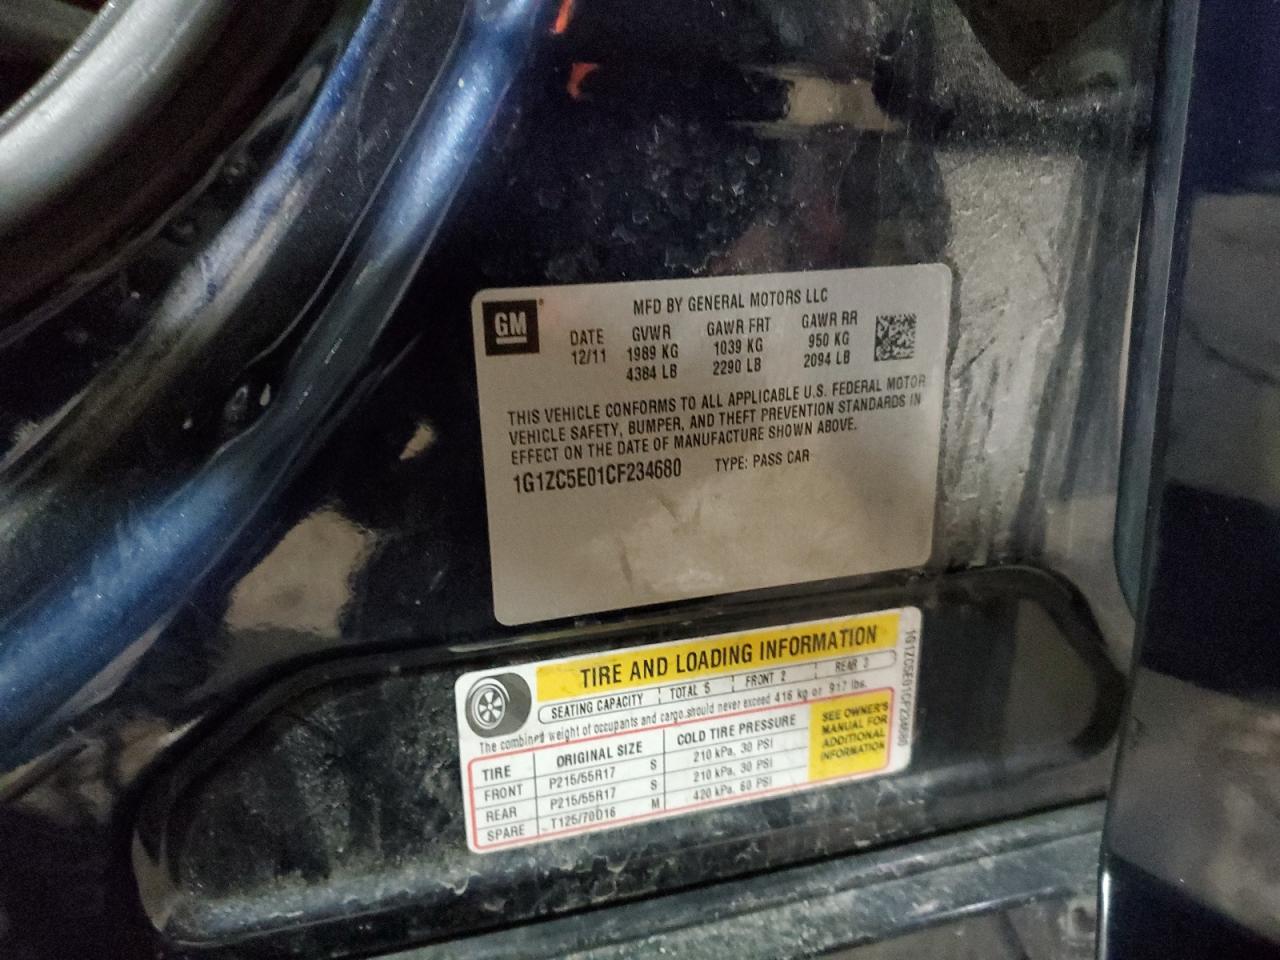 GM
MFD BY GENERAL MOTORS LLC
DATE GVWR GAWR FRT GAWR RR
12/11 1989 KG 1039 KG 950 KG
4384 LB 2290 LB 2094 LB
THIS VEHICLE CONFORMS TO ALL APPLICABLE U.S. FEDERAL MOTOR
VEHICLE SAFETY, BUMPER, AND THEFT PREVENTION STANDARDS IN
EFFECT ON THE DATE OF MANUFACTURE SHOWN ABOVE.
1G1ZC5E01CF234680 TYPE: PASS CAR
TIRE AND LOADING INFORMATION
SEATING CAPACITY TOTAL 5 FRONT 2 REAR 3
The combined weight of occupants and cargo should never exceed 416 kg or 917 lbs.
TIRE ORIGINAL SIZE COLD TIRE PRESSURE
FRONT P215/55R17 S 210 kPa, 30 PSI
REAR P215/55R17 S 210 kPa, 30 PSI
SPARE T125/70D16 M 420 kPa, 60 PSI
SEE OWNER'S
MANUAL FOR
ADDITIONAL
INFORMATION
1G1ZC5E01CF234680